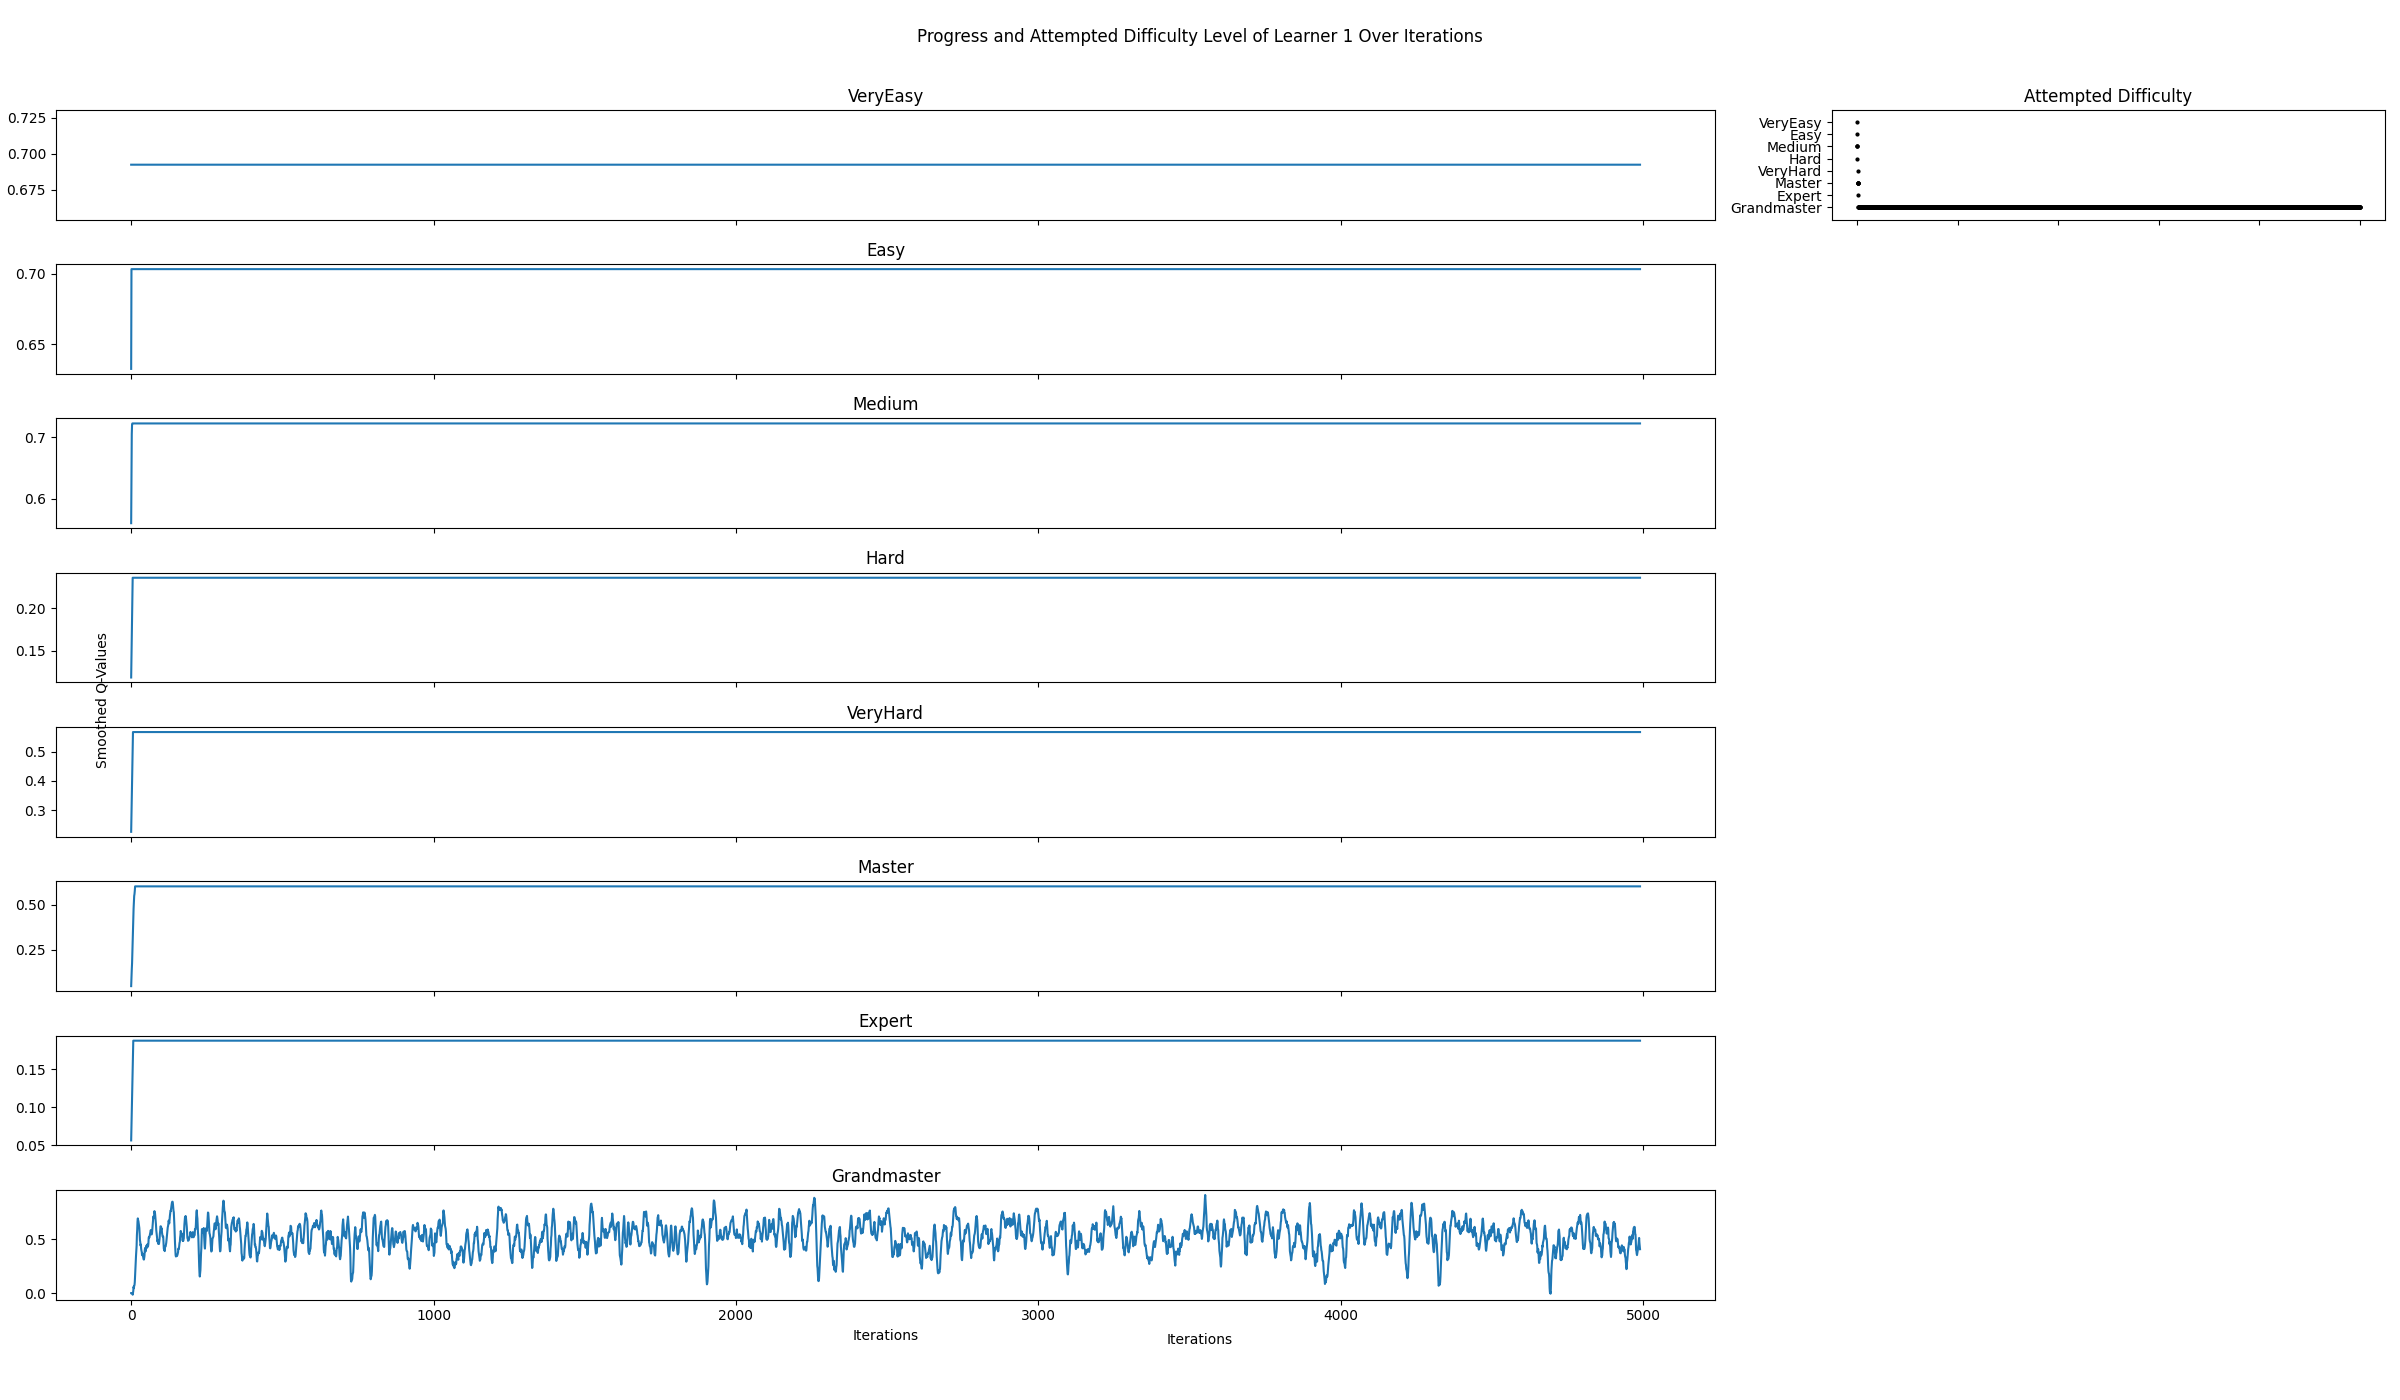 Progress and Attempted Difficulty Level of Learner 1 Over Iterations
VeryEasy
0.725
0.700
0.675
Easy
0.70
0.65
Medium
0.7
0.6
Hard
0.20
0.15
Smoothed Q-Values
VeryHard
0.5
0.4
0.3
Master
0.50
0.25
Expert
0.15
0.10
0.05
Grandmaster
0.5
0.0
0 1000 2000 3000 4000 5000
Iterations
Iterations
Attempted Difficulty
VeryEasy
Easy
Medium
Hard
VeryHard
Master
Expert
Grandmaster